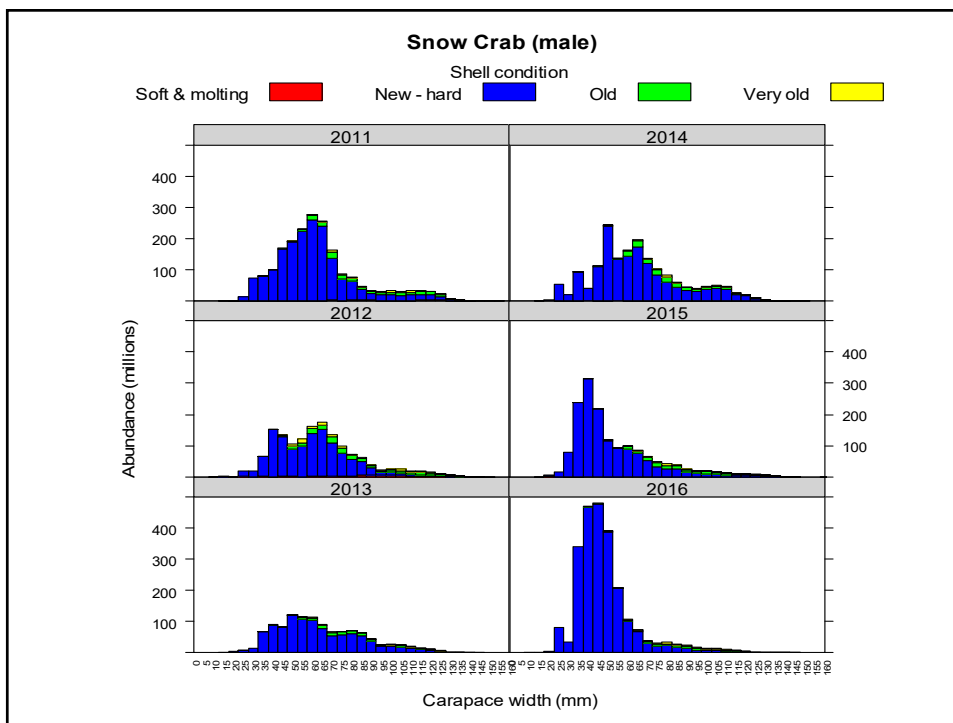 Snow Crab (male)
Shell condition
Soft & molting New - hard Old Very old
2011 2014
400
300
200
100
2012 2015
Abundance (millions)
400
300
200
100
2013 2016
400
300
200
100
0 5 10 15 20 25 30 35 40 45 50 55 60 65 70 75 80 85 90 95 100 105 110 115 120 125 130 135 140 145 150 155 160
0 5 10 15 20 25 30 35 40 45 50 55 60 65 70 75 80 85 90 95 100 105 110 115 120 125 130 135 140 145 150 155 160
Carapace width (mm)